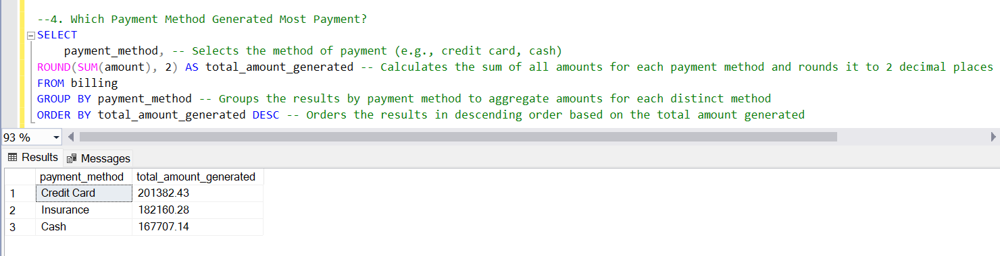 --4. Which Payment Method Generated Most Payment?
SELECT
payment_method, -- Selects the method of payment (e.g., credit card, cash)
ROUND(SUM(amount), 2) AS total_amount_generated -- Calculates the sum of all amounts for each payment method and rounds it to 2 decimal places
FROM billing
GROUP BY payment_method -- Groups the results by payment method to aggregate amounts for each distinct method
ORDER BY total_amount_generated DESC -- Orders the results in descending order based on the total amount generated
93 %
Results Messages
payment_method total_amount_generated
1 Credit Card 201382.43
2 Insurance 182160.28
3 Cash 167707.14